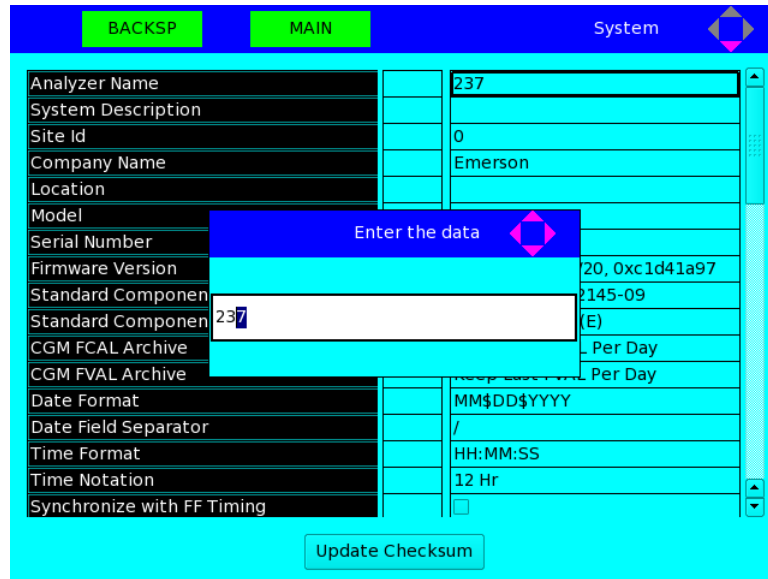 BACKSP MAIN System
Analyzer Name 237
System Description
Site Id 0
Company Name Emerson
Location
Model
Enter the data
Serial Number
Firmware Version /20, 0xc1d41a97
Standard Componen 2145-09
237
Standard Componen (E)
CGM FCAL Archive Per Day
CGM FVAL Archive Keep Last Per Day
Date Format MM$DD$YYYY
Date Field Separator /
Time Format HH:MM:SS
Time Notation 12 Hr
Synchronize with FF Timing
Update Checksum